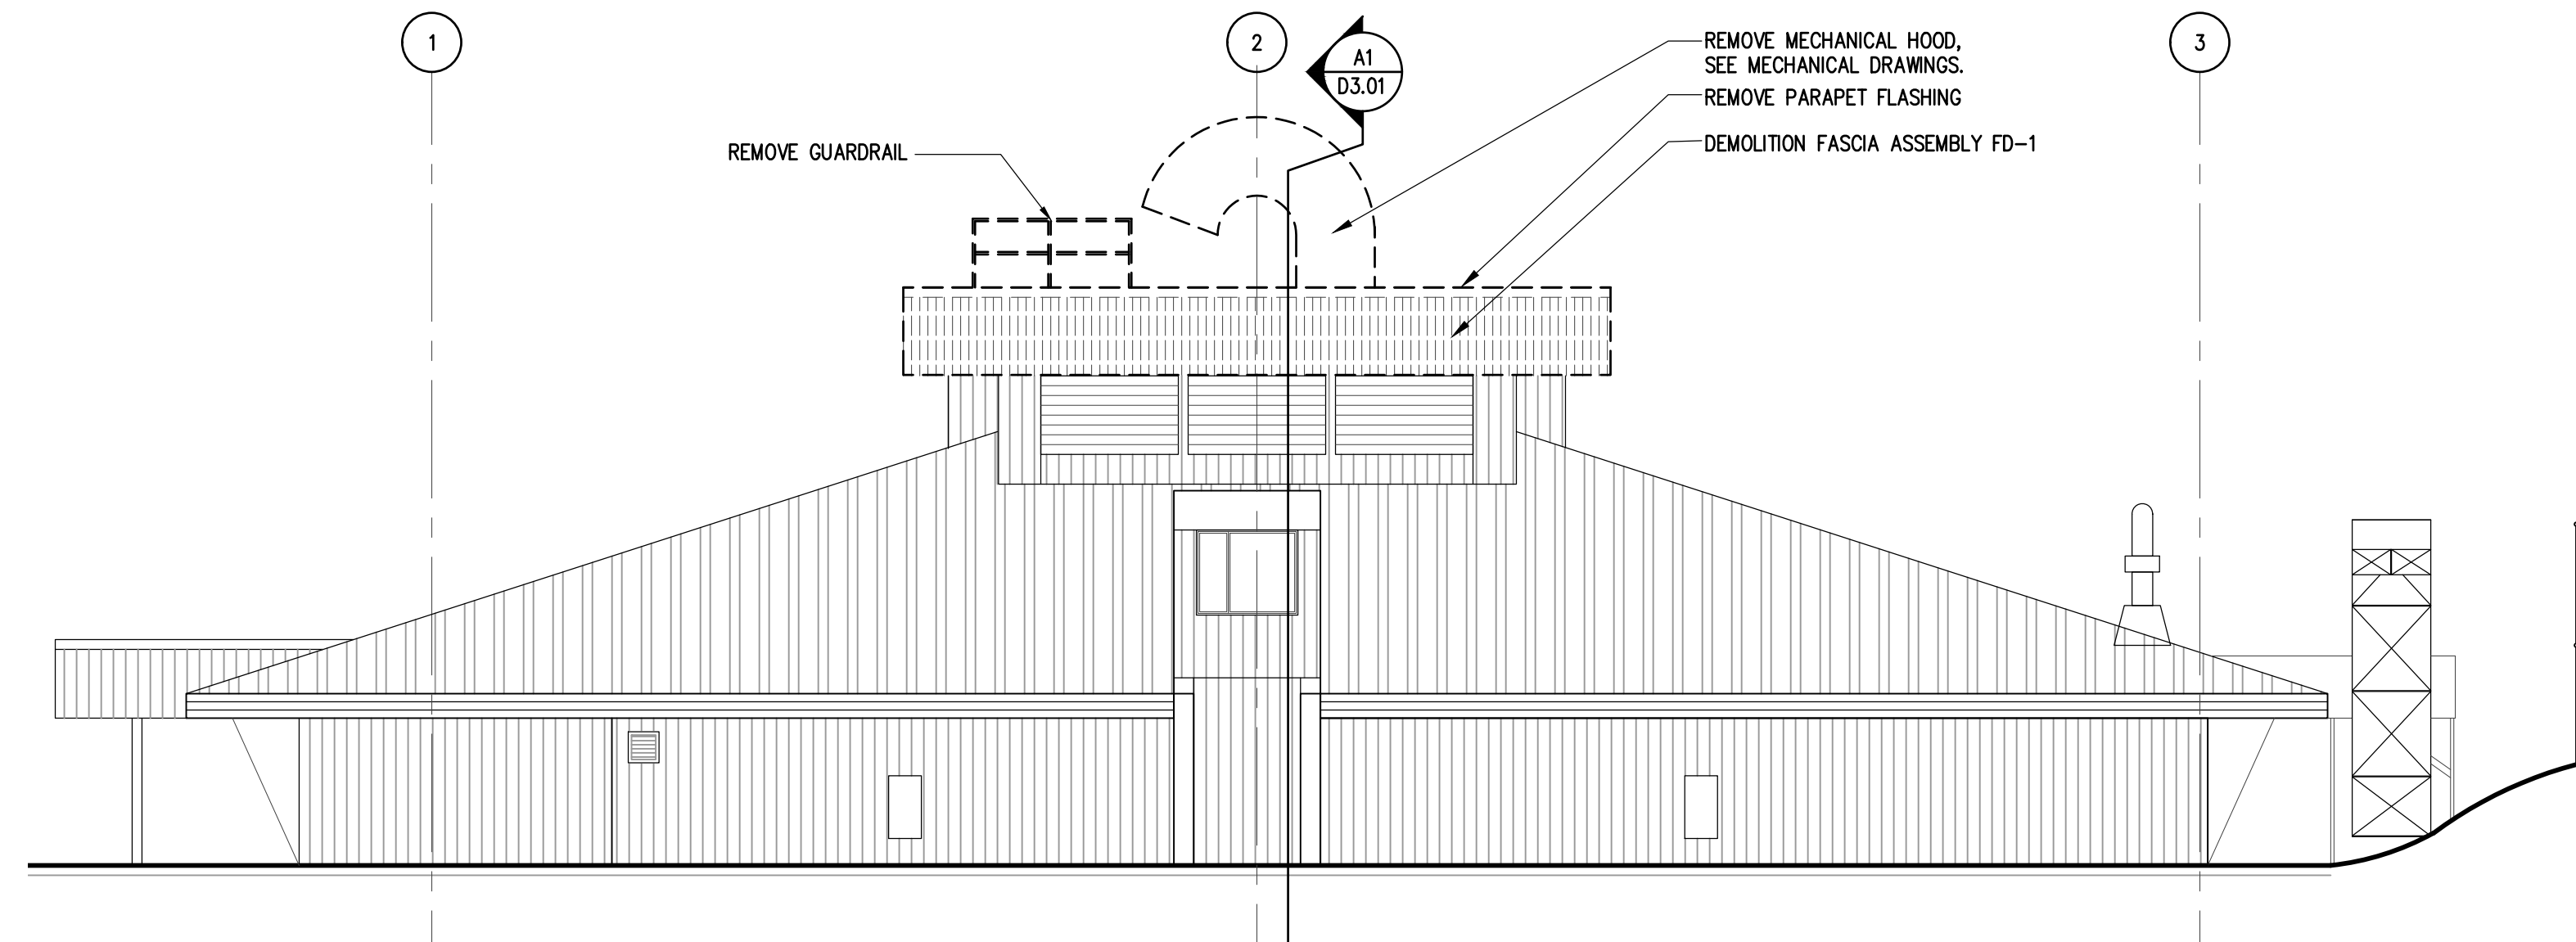 1
2
3
A1
D3.01
REMOVE MECHANICAL HOOD,
SEE MECHANICAL DRAWINGS.
REMOVE PARAPET FLASHING
DEMOLITION FASCIA ASSEMBLY FD-1
REMOVE GUARDRAIL